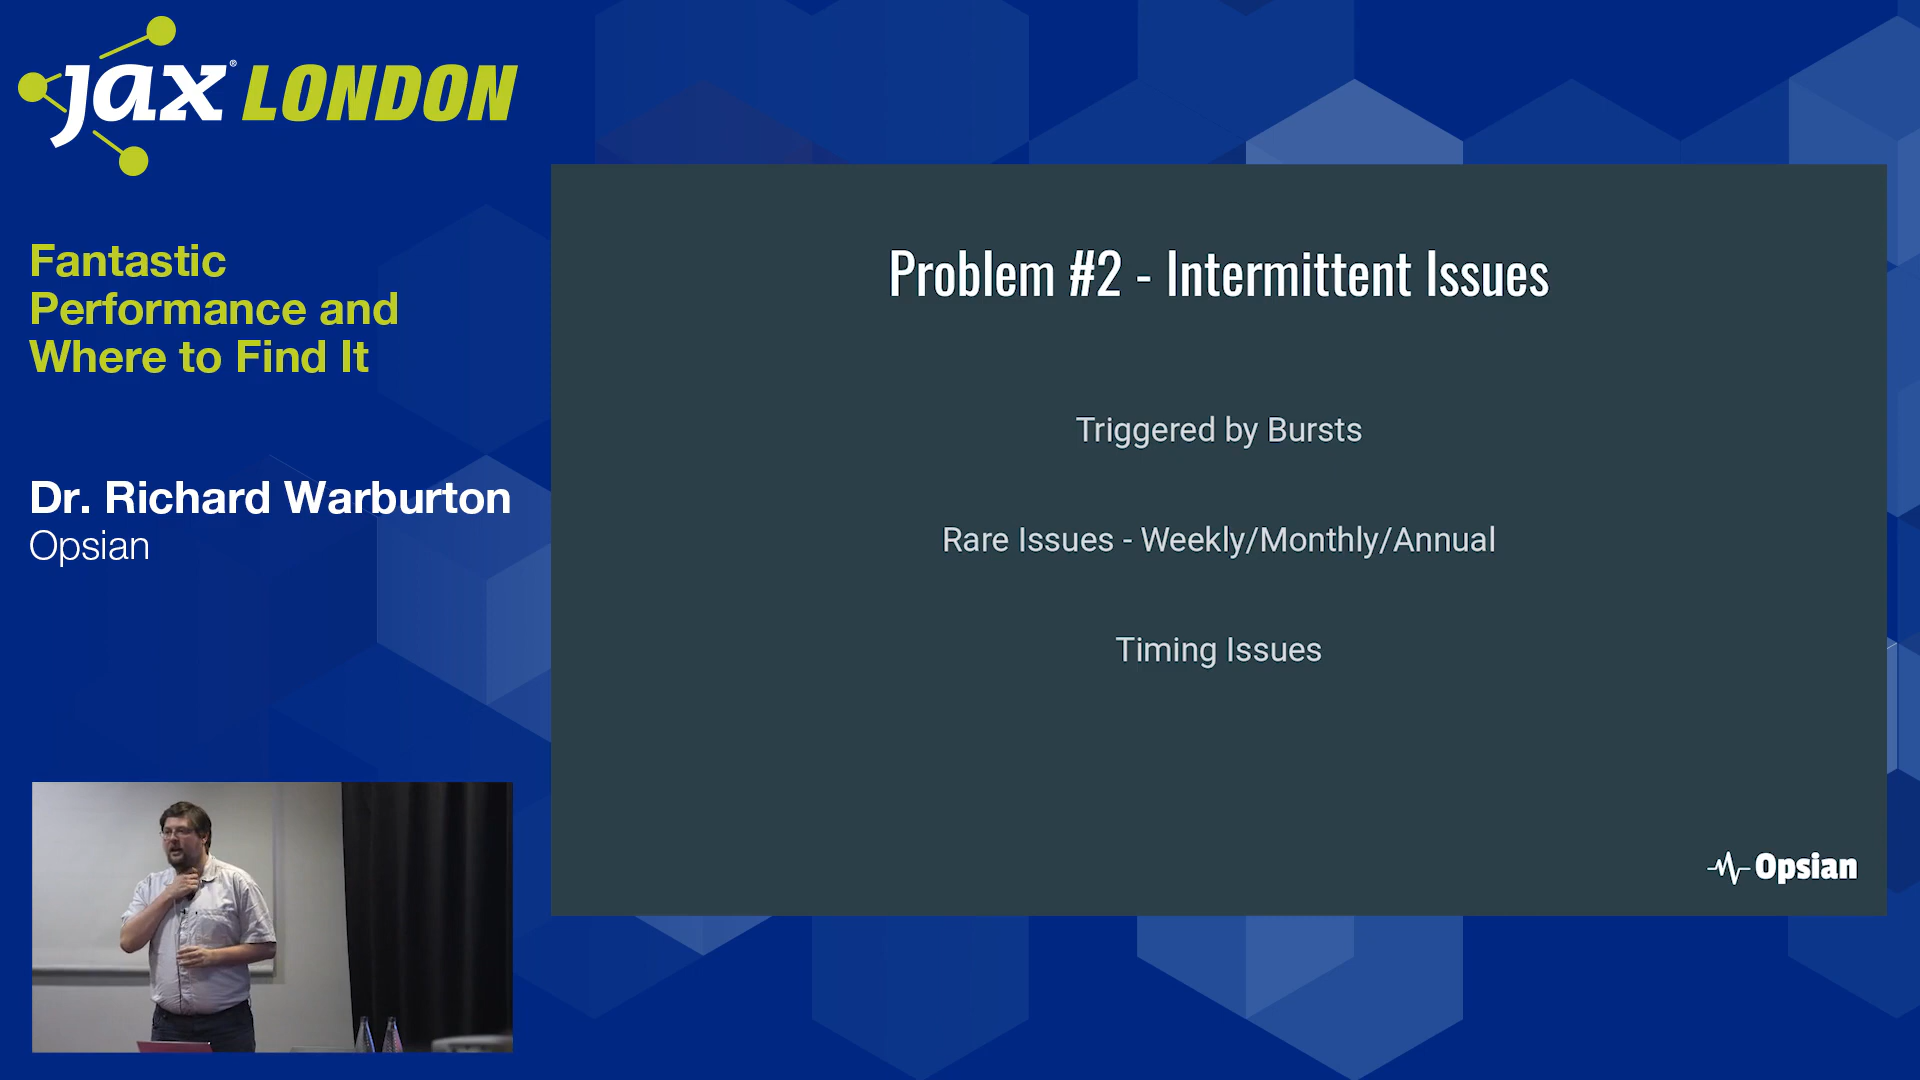 jax® LONDON
Fantastic
Performance and
Where to Find It
Dr. Richard Warburton
Opsian
Problem #2 - Intermittent Issues
Triggered by Bursts
Rare Issues - Weekly/Monthly/Annual
Timing Issues
Opsian